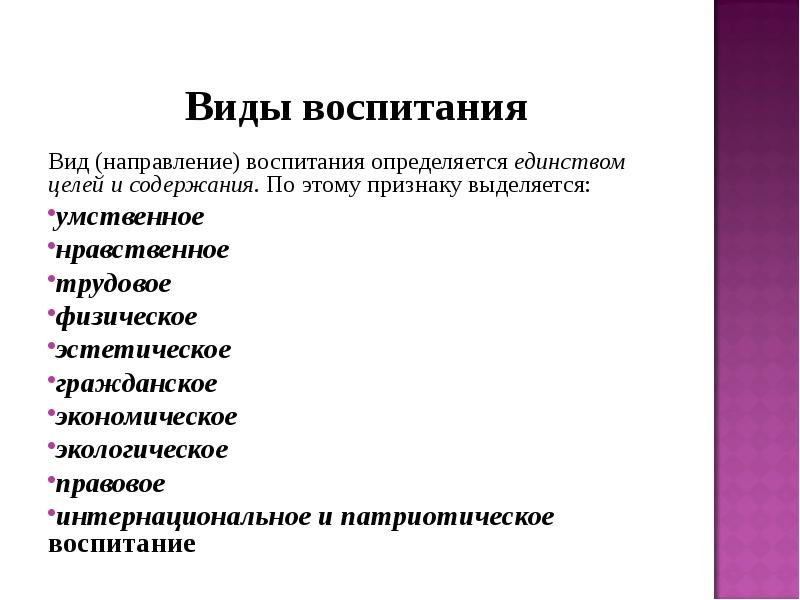 Виды воспитания
Вид (направление) воспитания определяется единством
целей и содержания. По этому признаку выделяется:
•умственное
•нравственное
•трудовое
•физическое
•эстетическое
•гражданское
•экономическое
•экологическое
•правовое
•интернациональное и патриотическое
воспитание